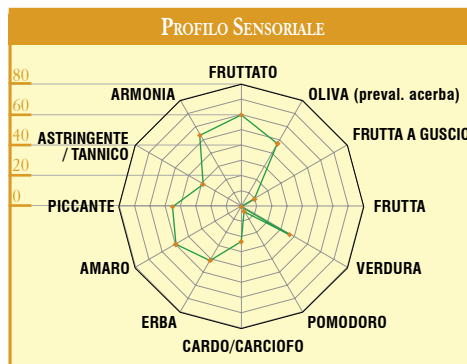 PROFILO SENSORIALE
80
60
40
20
0
FRUTTATO
OLIVA (preval. acerba)
FRUTTA A GUSCIO
FRUTTA
VERDURA
POMODORO
CARDO/CARCIOFO
ERBA
AMARO
PICCANTE
ASTRINGENTE
/ TANNICO
ARMONIA